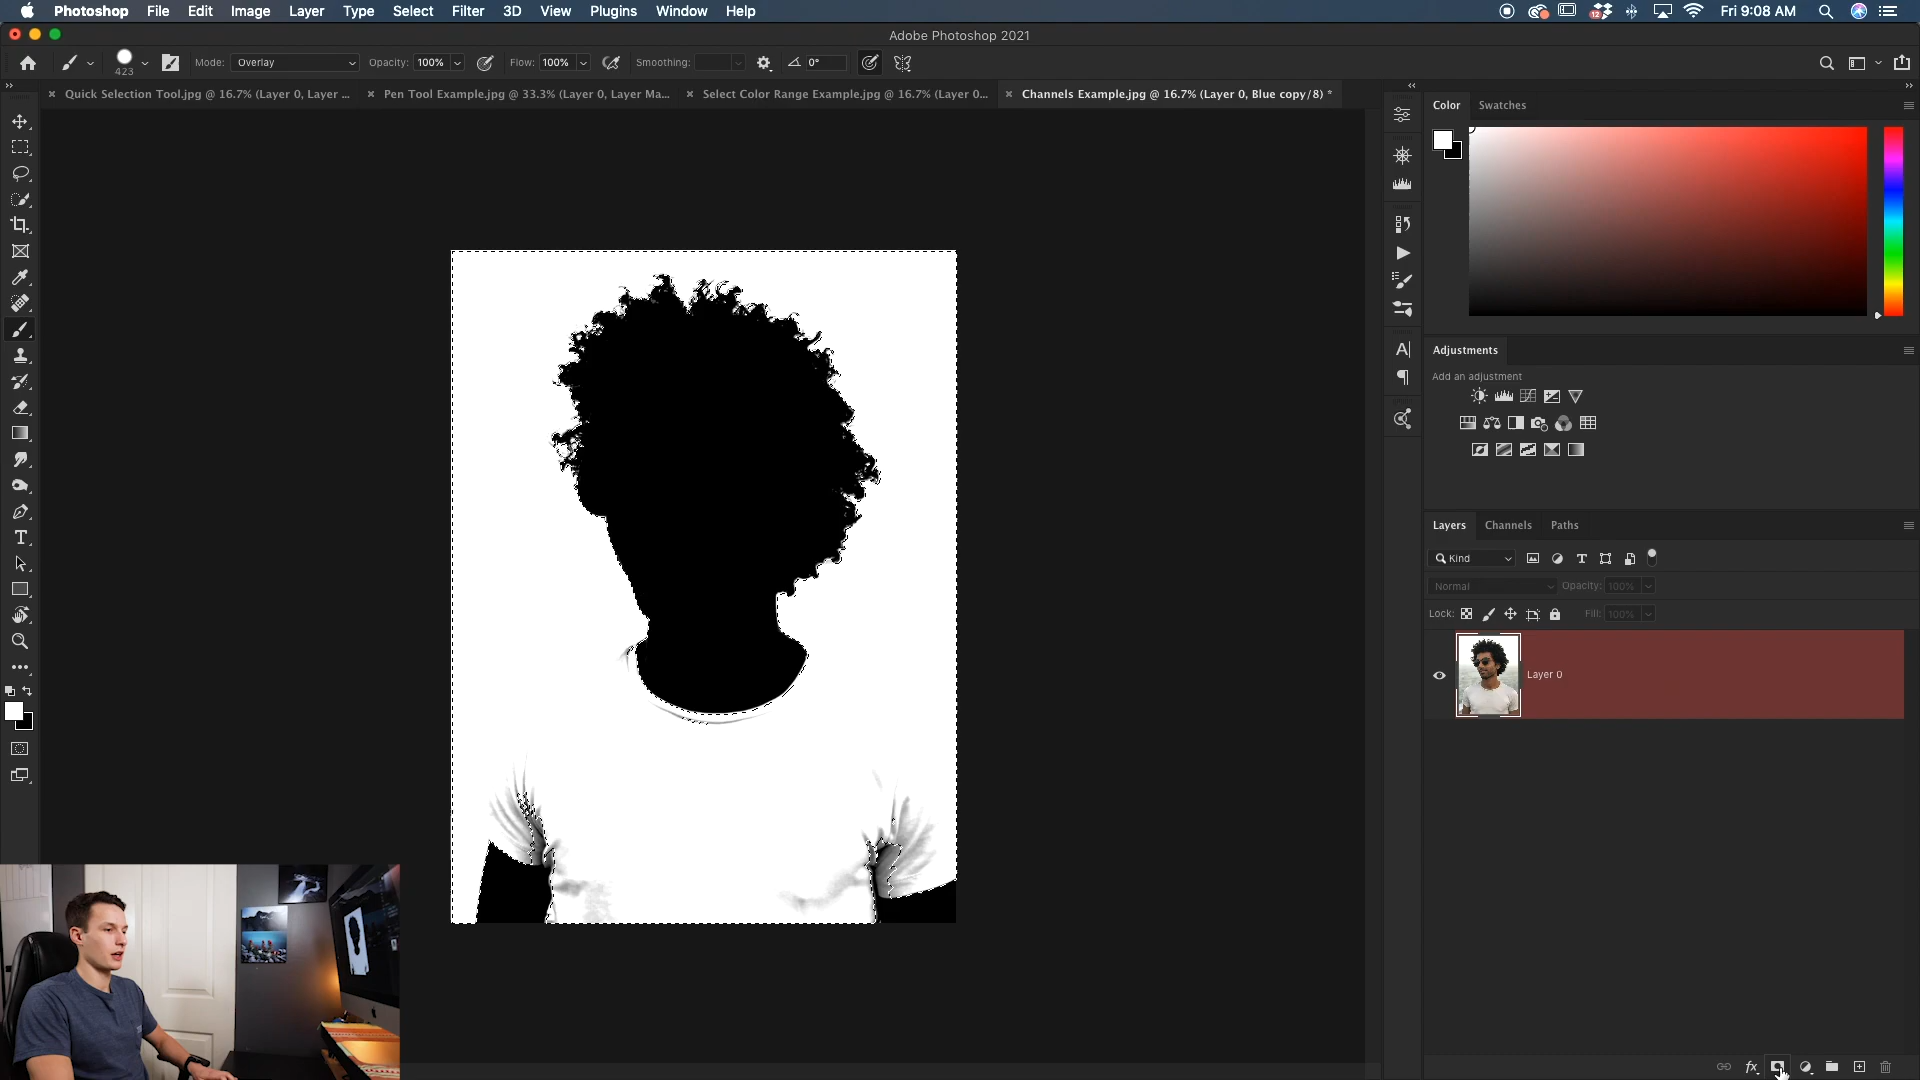 Photoshop File Edit Image Layer Type Select Filter 3D View Plugins Window Help
12
Fri 9:08 AM
Adobe Photoshop 2021
423
Mode: Overlay
Opacity: 100%
Flow: 100%
Smoothing:
0°
Quick Selection Tool.jpg @ 16.7% (Layer 0, Layer ...
Pen Tool Example.jpg @ 33.3% (Layer 0, Layer Ma...
Select Color Range Example.jpg @ 16.7% (Layer 0...
Channels Example.jpg @ 16.7% (Layer 0, Blue copy/8) *
Color Swatches
Adjustments
Add an adjustment
Layers Channels Paths
Kind
Normal Opacity: 100%
Lock: Fill: 100%
Layer 0
fx